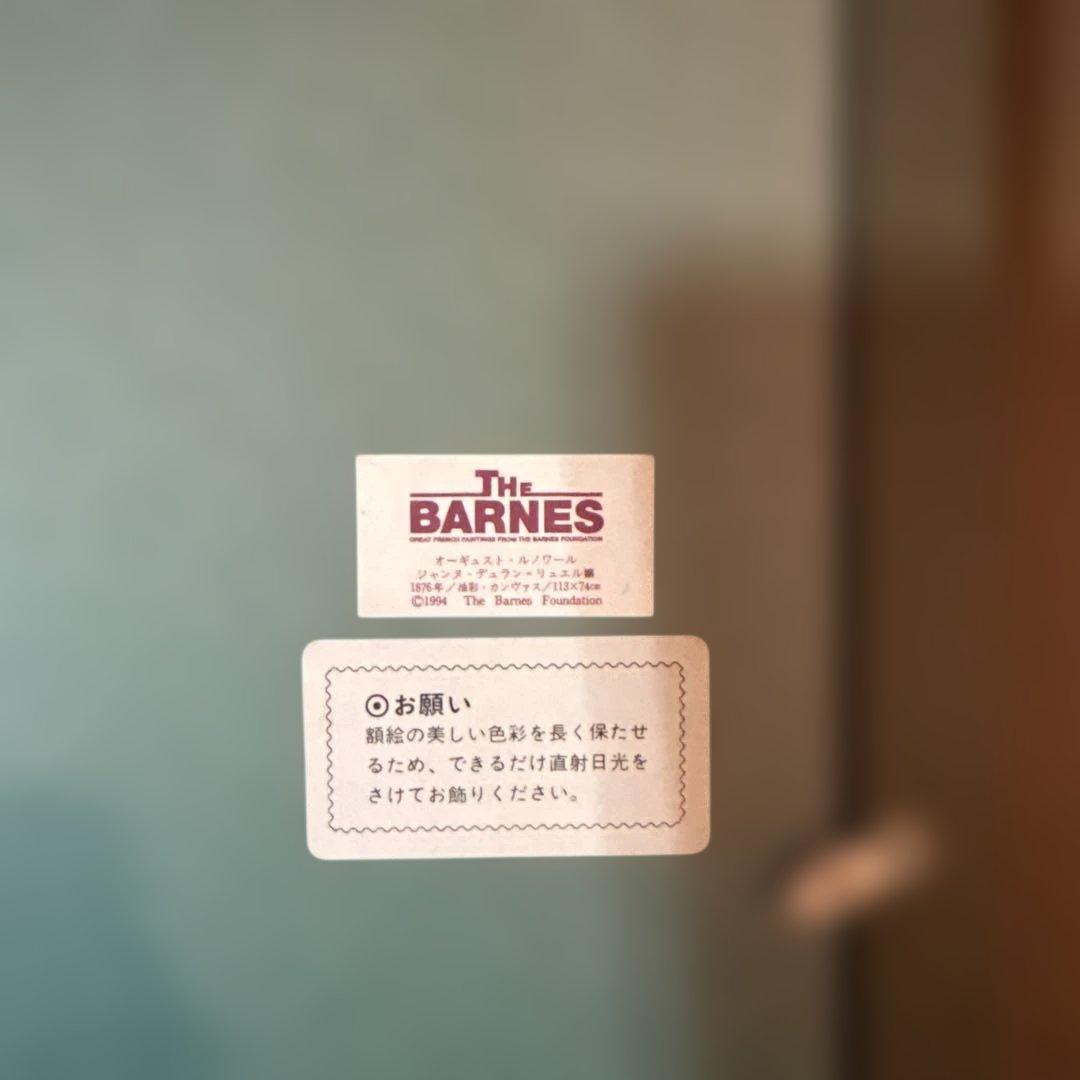 THE
BARNES
GREAT FRENCH PAINTINGS FROM THE BARNES FOUNDATION
オーギュスト・ルノワール
ジャンヌ・デュラン=リュエル嬢
1876年/油彩・カンヴァス/113×74cm
©1994 The Barnes Foundation
⦿お願い
額絵の美しい色彩を長く保たせ
るため、できるだけ直射日光を
さけてお飾りください。